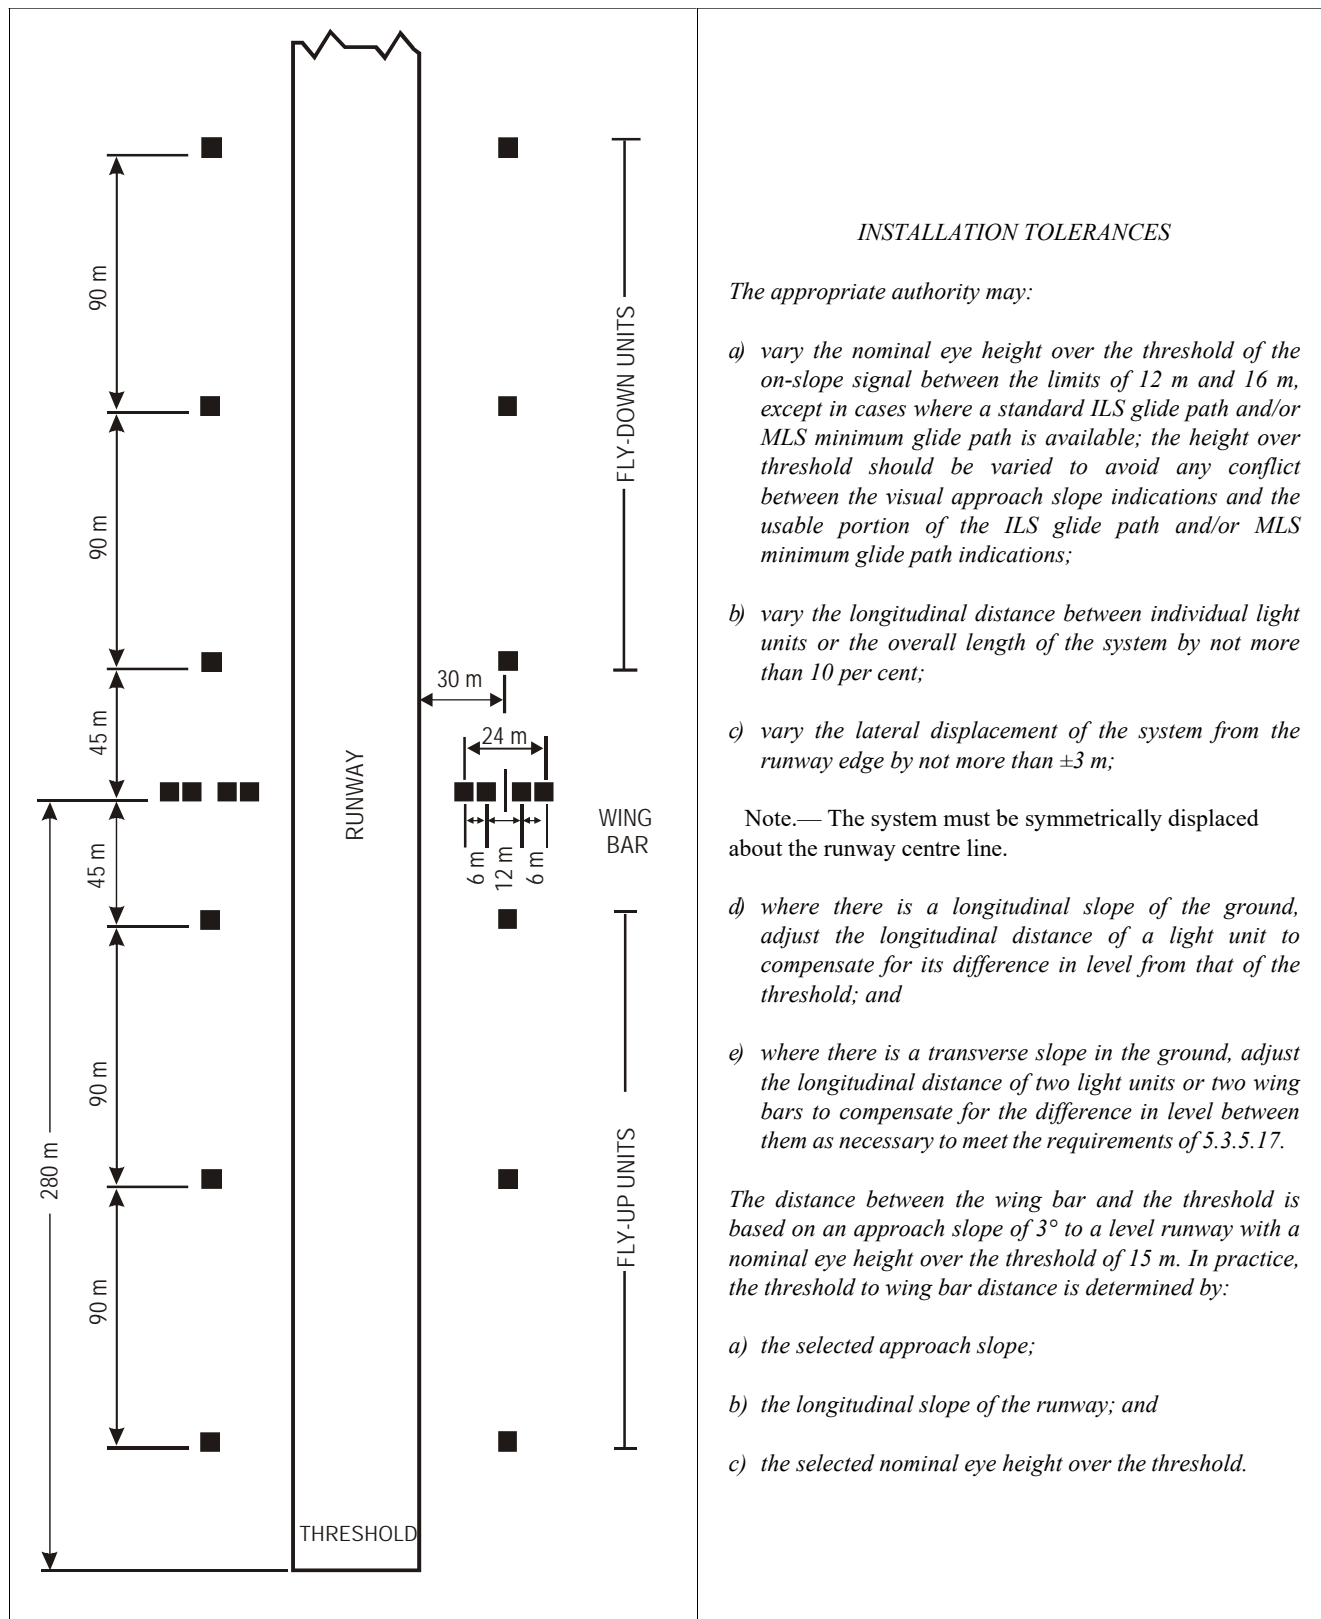 90 m
90 m
45 m
45 m
90 m
90 m
280 m
RUNWAY
THRESHOLD
30 m
24 m
6 m
12 m
6 m
FLY-DOWN UNITS
WING
BAR
FLY-UP UNITS
INSTALLATION TOLERANCES
The appropriate authority may:
a) vary the nominal eye height over the threshold of the
on-slope signal between the limits of 12 m and 16 m,
except in cases where a standard ILS glide path and/or
MLS minimum glide path is available; the height over
threshold should be varied to avoid any conflict
between the visual approach slope indications and the
usable portion of the ILS glide path and/or MLS
minimum glide path indications;
b) vary the longitudinal distance between individual light
units or the overall length of the system by not more
than 10 per cent;
c) vary the lateral displacement of the system from the
runway edge by not more than ±3 m;
Note.— The system must be symmetrically displaced
about the runway centre line.
d) where there is a longitudinal slope of the ground,
adjust the longitudinal distance of a light unit to
compensate for its difference in level from that of the
threshold; and
e) where there is a transverse slope in the ground, adjust
the longitudinal distance of two light units or two wing
bars to compensate for the difference in level between
them as necessary to meet the requirements of 5.3.5.17.
The distance between the wing bar and the threshold is
based on an approach slope of 3° to a level runway with a
nominal eye height over the threshold of 15 m. In practice,
the threshold to wing bar distance is determined by:
a) the selected approach slope;
b) the longitudinal slope of the runway; and
c) the selected nominal eye height over the threshold.